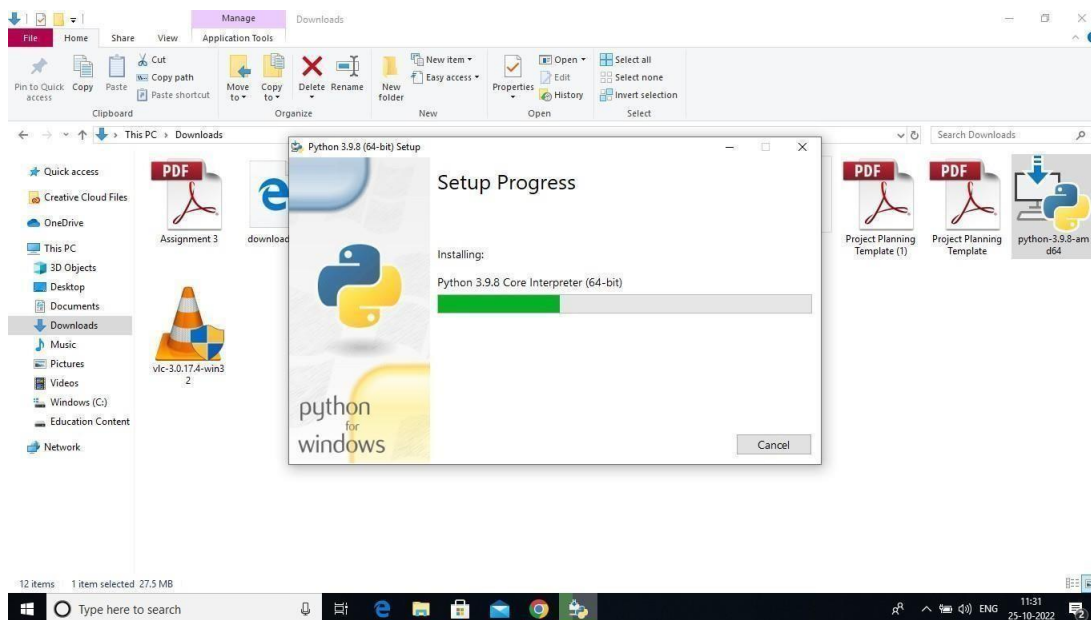 Manage
Downloads
File
Home
Share
View
Application Tools
Pin to Quick access
Copy
Paste
Cut
Copy path
Paste shortcut
Move to
Copy to
Delete
Rename
New folder
New item
Easy access
Properties
Open
Edit
History
Select all
Select none
Invert selection
Clipboard
Organize
New
Open
Select
This PC > Downloads
Search Downloads
Quick access
Creative Cloud Files
OneDrive
This PC
3D Objects
Desktop
Documents
Downloads
Music
Pictures
Videos
Windows (C:)
Education Content
Network
PDF
Assignment 3
download
vlc-3.0.17.4-win3
2
Python 3.9.8 (64-bit) Setup
Setup Progress
Installing:
Python 3.9.8 Core Interpreter (64-bit)
python
for
windows
Cancel
PDF
Project Planning
Template (1)
PDF
Project Planning
Template
python-3.9.8-am
d64
12 items
1 item selected 27.5 MB
Type here to search
ENG
11:31
25-10-2022
2